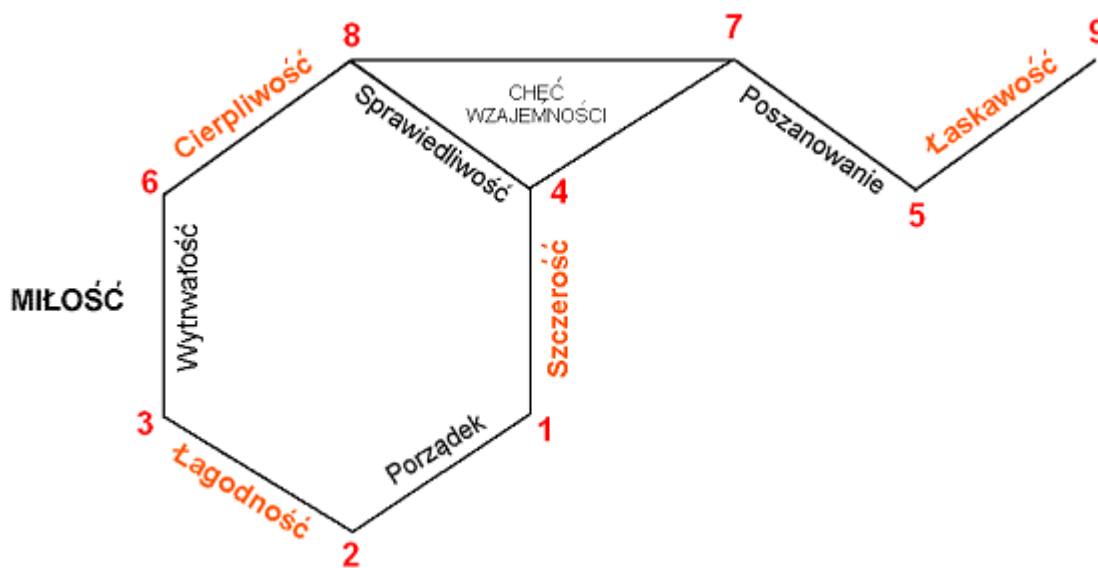 8
7
9
CHĘĆ
WZAJEMNOŚCI
Cierpliwość
Sprawiedliwość
Poszanowanie
Łaskawość
6
4
5
MIŁOŚĆ
Wytrwałość
Szczerość
3
1
Łagodność
Porządek
2